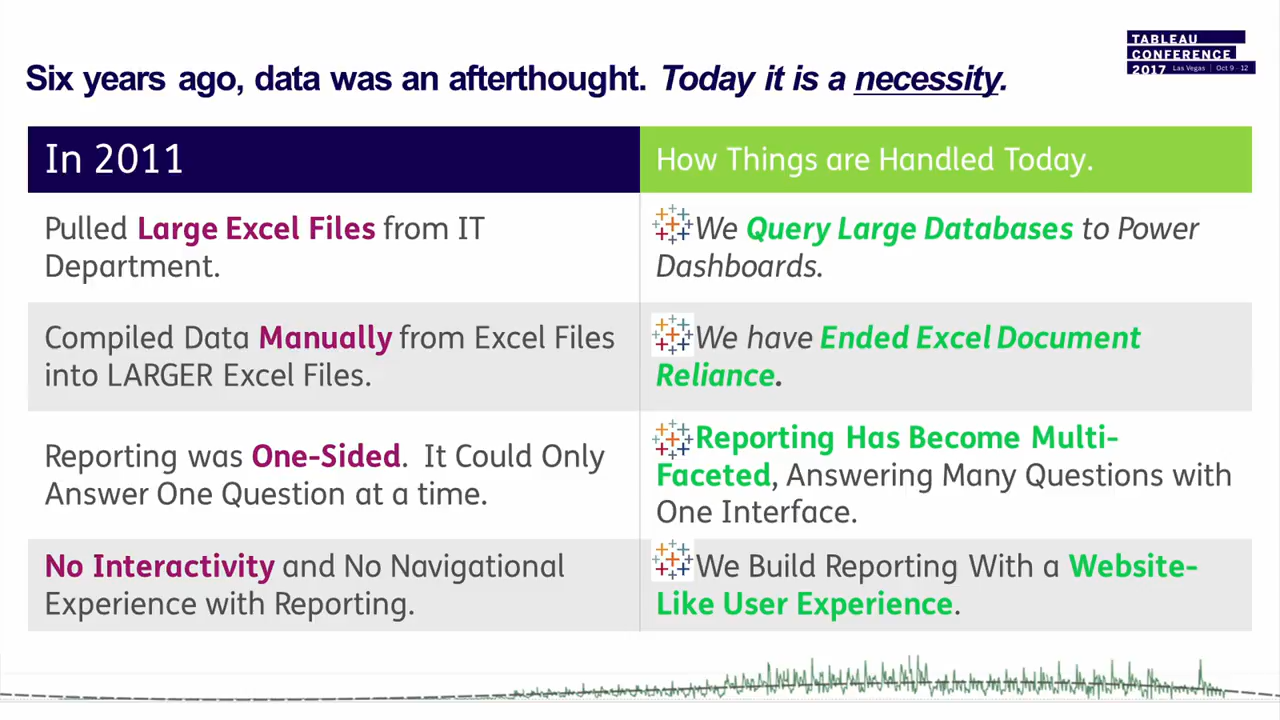 TABLEAU
CONFERENCE
2017 Las Vegas | Oct 9 - 12
Six years ago, data was an afterthought. Today it is a necessity.
In 2011
How Things are Handled Today.
Pulled Large Excel Files from IT
Department.
We Query Large Databases to Power
Dashboards.
Compiled Data Manually from Excel Files
into LARGER Excel Files.
We have Ended Excel Document
Reliance.
Reporting was One-Sided.  It Could Only
Answer One Question at a time.
Reporting Has Become Multi-
Faceted, Answering Many Questions with
One Interface.
No Interactivity and No Navigational
Experience with Reporting.
We Build Reporting With a Website-
Like User Experience.